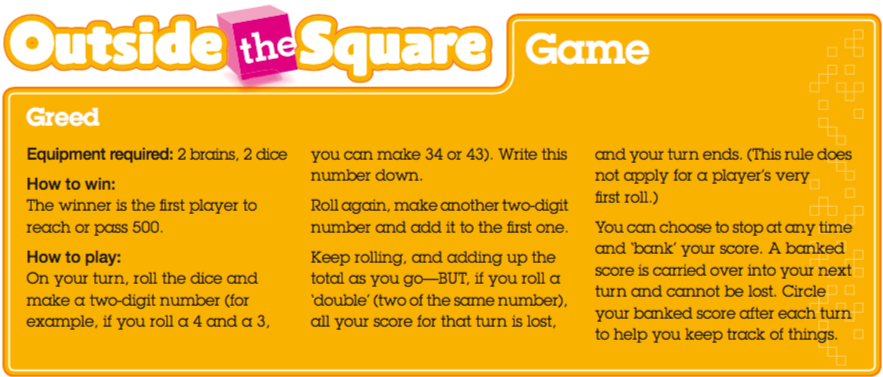 Outside the Square Game
Greed
Equipment required: 2 brains, 2 dice
How to win:
The winner is the first player to
reach or pass 500.
How to play:
On your turn, roll the dice and
make a two-digit number (for
example, if you roll a 4 and a 3,
you can make 34 or 43). Write this
number down.
Roll again, make another two-digit
number and add it to the first one.
Keep rolling, and adding up the
total as you go—BUT, if you roll a
‘double’ (two of the same number),
all your score for that turn is lost,
and your turn ends. (This rule does
not apply for a player’s very
first roll.)
You can choose to stop at any time
and ‘bank’ your score. A banked
score is carried over into your next
turn and cannot be lost. Circle
your banked score after each turn
to help you keep track of things.